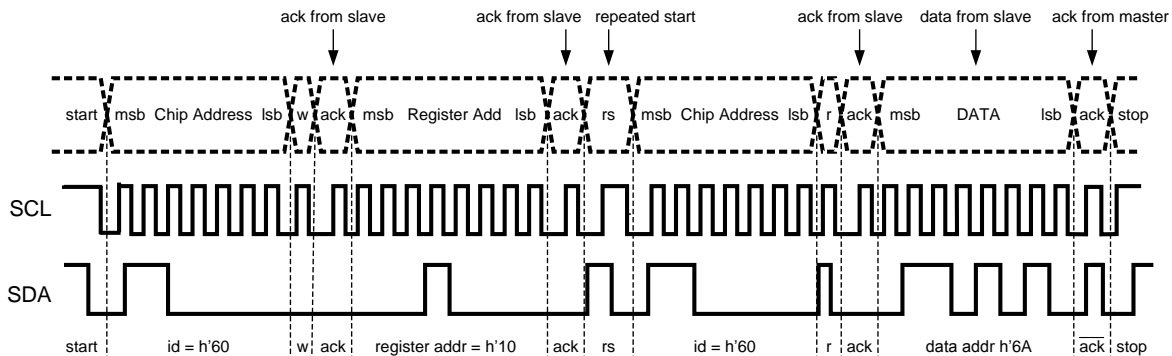 ack from slave ack from slave repeated start ack from slave data from slave ack from master
start msb Chip Address lsb w ack msb Register Add lsb ack rs msb Chip Address lsb r ack msb DATA lsb ack stop
SCL
SDA
start id = h'60 w ack register addr = h'10 ack rs id = h'60 r ack data addr h'6A ack stop